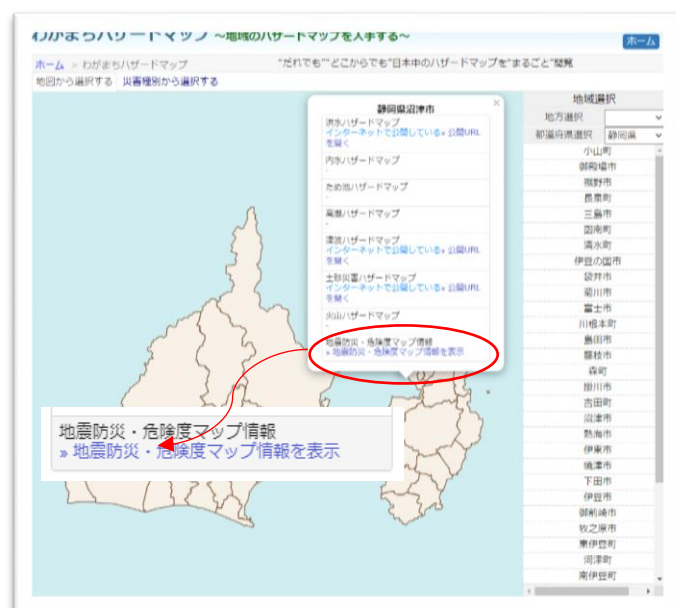 わがまちハザードマップ ～地域のハザードマップを入手する～
ホーム
ホーム > わがまちハザードマップ
"だれでも""どこからでも"日本中のハザードマップを"まるごと"閲覧
地図から選択する 災害種別から選択する
静岡県沼津市
×
洪水ハザードマップ
インターネットで公開している» 公開URL
を開く
内水ハザードマップ
-
ため池ハザードマップ
-
高潮ハザードマップ
-
津波ハザードマップ
インターネットで公開している» 公開URL
を開く
土砂災害ハザードマップ
インターネットで公開している» 公開URL
を開く
火山ハザードマップ
-
地震防災・危険度マップ情報
» 地震防災・危険度マップ情報を表示
地震防災・危険度マップ情報
» 地震防災・危険度マップ情報を表示
地域選択
地方選択
都道府県選択 静岡県
小山町
御殿場市
裾野市
長泉町
三島市
函南町
清水町
伊豆の国市
袋井市
菊川市
富士市
川根本町
島田市
藤枝市
森町
掛川市
吉田町
沼津市
熱海市
伊東市
焼津市
下田市
伊豆市
御前崎市
牧之原市
東伊豆町
河津町
南伊豆町